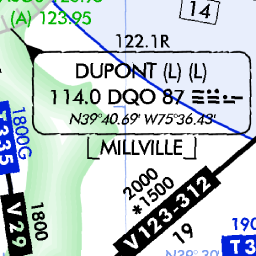 (A) 123.95
14
122.1R
DUPONT (L) (L)
114.0 DQO 87
N39°40.69' W75°36.43'
MILLVILLE
T335
1800G
V29
1800
2000
*1500
V123-312
19
190
T3